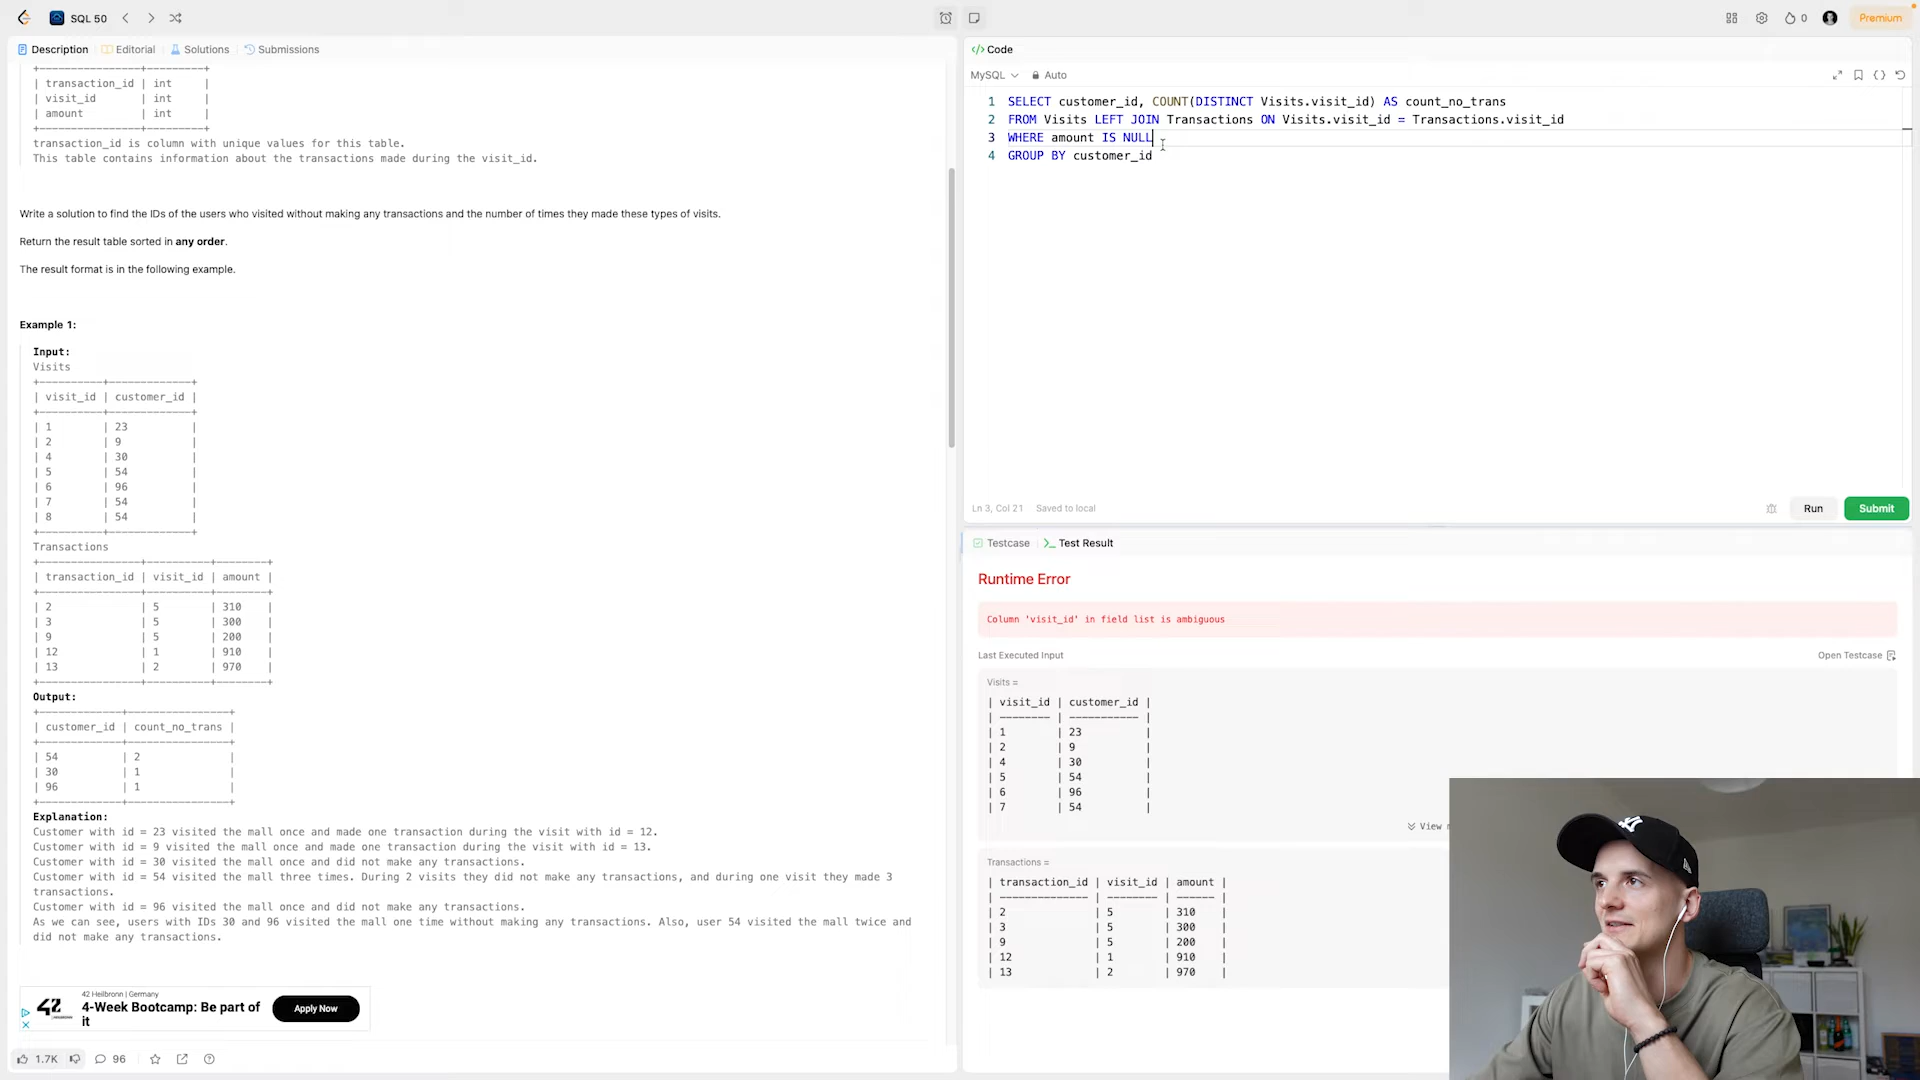 SQL 50
0
Premium
Description
Editorial
Solutions
Submissions
+----------------+---------+
| transaction_id | int |
| visit_id | int |
| amount | int |
+----------------+---------+
transaction_id is column with unique values for this table.
This table contains information about the transactions made during the visit_id.
Write a solution to find the IDs of the users who visited without making any transactions and the number of times they made these types of visits.
Return the result table sorted in any order.
The result format is in the following example.
Example 1:
Input:
Visits
+----------+-------------+
| visit_id | customer_id |
+----------+-------------+
| 1 | 23 |
| 2 | 9 |
| 4 | 30 |
| 5 | 54 |
| 6 | 96 |
| 7 | 54 |
| 8 | 54 |
+----------+-------------+
Transactions
+----------------+----------+--------+
| transaction_id | visit_id | amount |
+----------------+----------+--------+
| 2 | 5 | 310 |
| 3 | 5 | 300 |
| 9 | 5 | 200 |
| 12 | 1 | 910 |
| 13 | 2 | 970 |
+----------------+----------+--------+
Output:
+-------------+----------------+
| customer_id | count_no_trans |
+-------------+----------------+
| 54 | 2 |
| 30 | 1 |
| 96 | 1 |
+-------------+----------------+
Explanation:
Customer with id = 23 visited the mall once and made one transaction during the visit with id = 12.
Customer with id = 9 visited the mall once and made one transaction during the visit with id = 13.
Customer with id = 30 visited the mall once and did not make any transactions.
Customer with id = 54 visited the mall three times. During 2 visits they did not make any transactions, and during one visit they made 3
transactions.
Customer with id = 96 visited the mall once and did not make any transactions.
As we can see, users with IDs 30 and 96 visited the mall one time without making any transactions. Also, user 54 visited the mall twice and
did not make any transactions.
42
42 Heilbronn | Germany
4-Week Bootcamp: Be part of
it
Apply Now
1.7K
96
</> Code
MySQL
Auto
1 SELECT customer_id, COUNT(DISTINCT Visits.visit_id) AS count_no_trans
2 FROM Visits LEFT JOIN Transactions ON Visits.visit_id = Transactions.visit_id
3 WHERE amount IS NULL
4 GROUP BY customer_id
Ln 3, Col 21
Saved to local
Run
Submit
Testcase
>_ Test Result
Runtime Error
Column 'visit_id' in field list is ambiguous
Last Executed Input
Open Testcase
Visits =
| visit_id | customer_id |
| -------- | ----------- |
| 1 | 23 |
| 2 | 9 |
| 4 | 30 |
| 5 | 54 |
| 6 | 96 |
| 7 | 54 |
View
Transactions =
| transaction_id | visit_id | amount |
| -------------- | -------- | ------ |
| 2 | 5 | 310 |
| 3 | 5 | 300 |
| 9 | 5 | 200 |
| 12 | 1 | 910 |
| 13 | 2 | 970 |